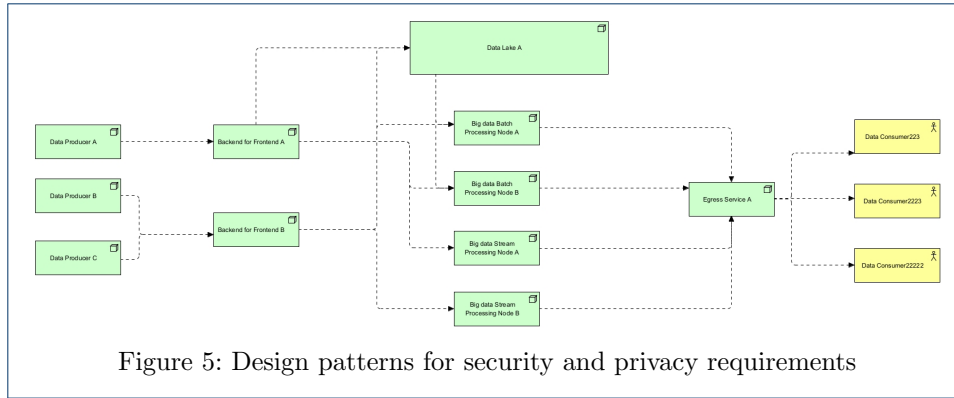 Data Lake A
Data Producer A
Backend for Frontend A
Big data Batch
Processing Node A
Data Consumer223
Data Producer B
Big data Batch
Processing Node B
Egress Service A
Data Consumer2223
Backend for Frontend B
Data Producer C
Big data Stream
Processing Node A
Data Consumer22222
Big data Stream
Processing Node B
Figure 5: Design patterns for security and privacy requirements